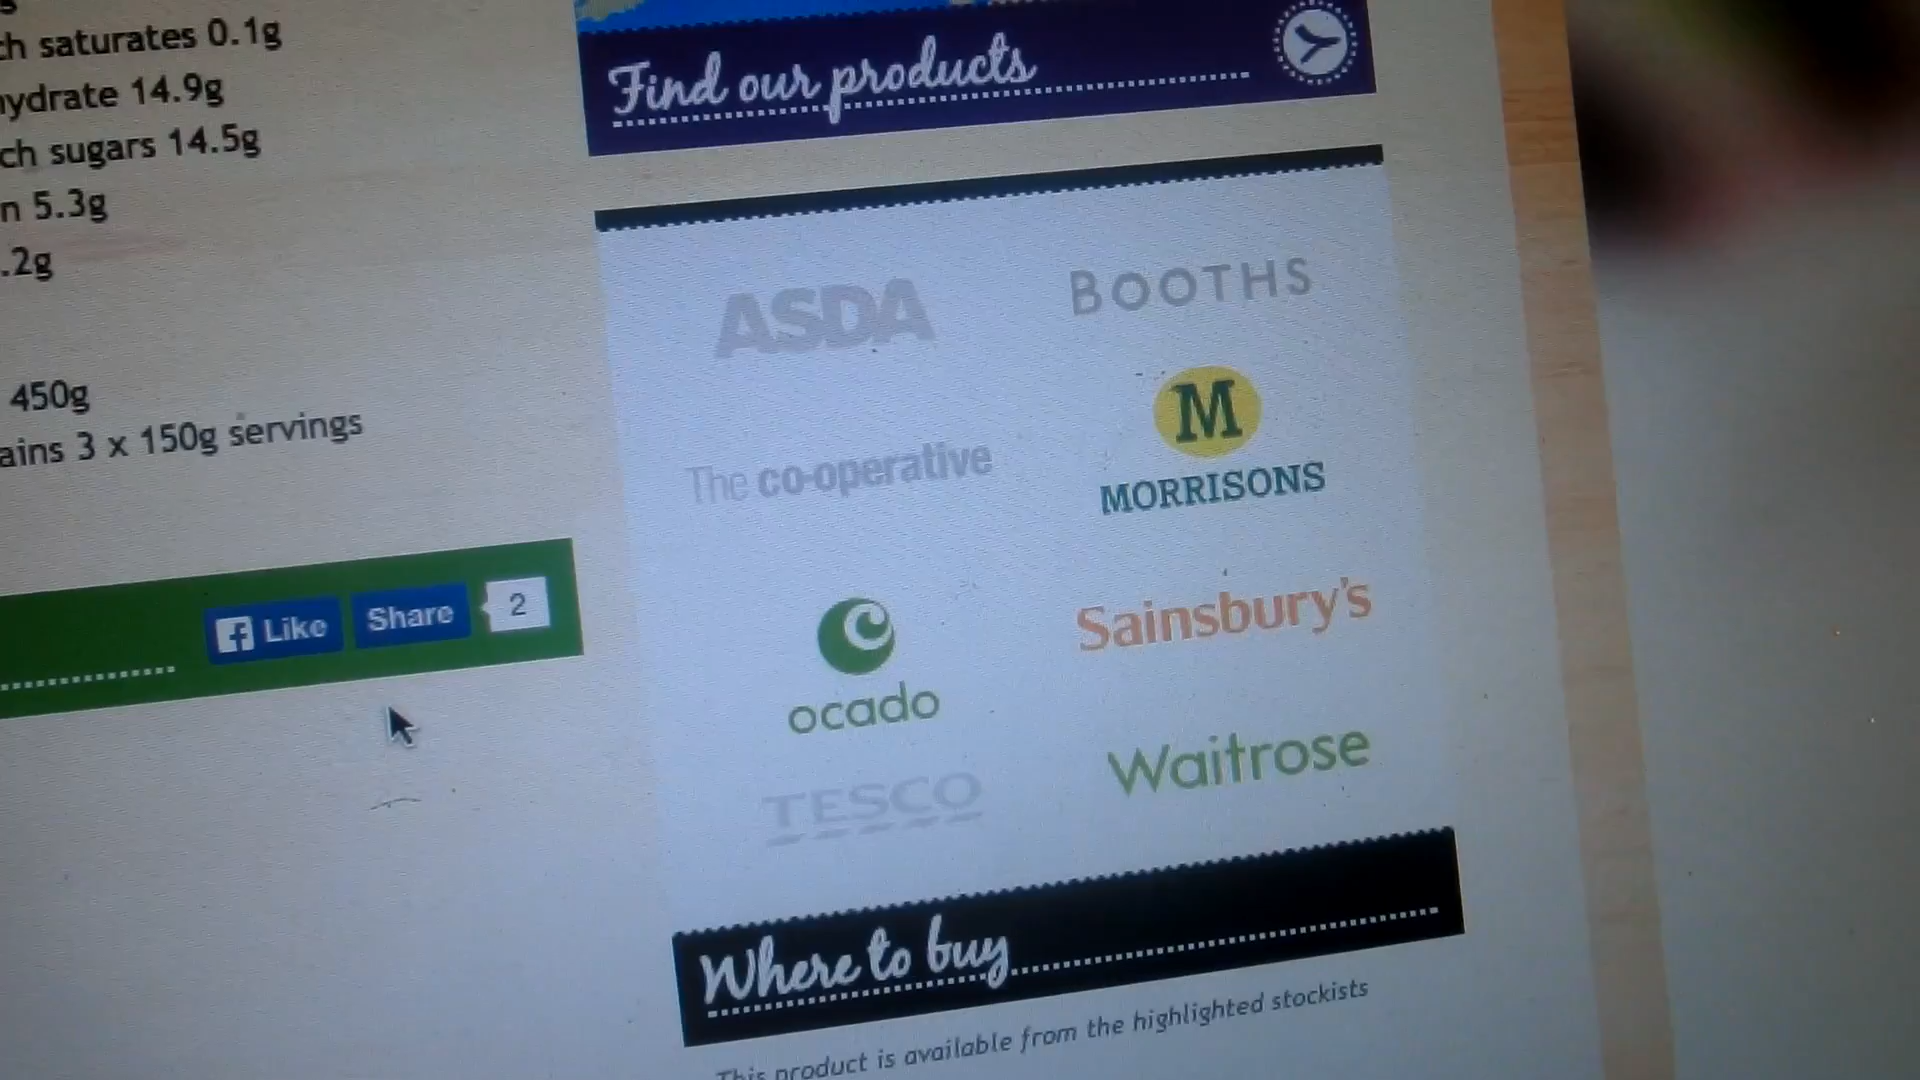 ch saturates 0.1g
hydrate 14.9g
ch sugars 14.5g
n 5.3g
.2g
450g
ains 3 x 150g servings
Like
Share
2
Find our products
ASDA
BOOTHS
The co-operative
M
MORRISONS
ocado
Sainsbury's
TESCO
Waitrose
Where to buy
This product is available from the highlighted stockists